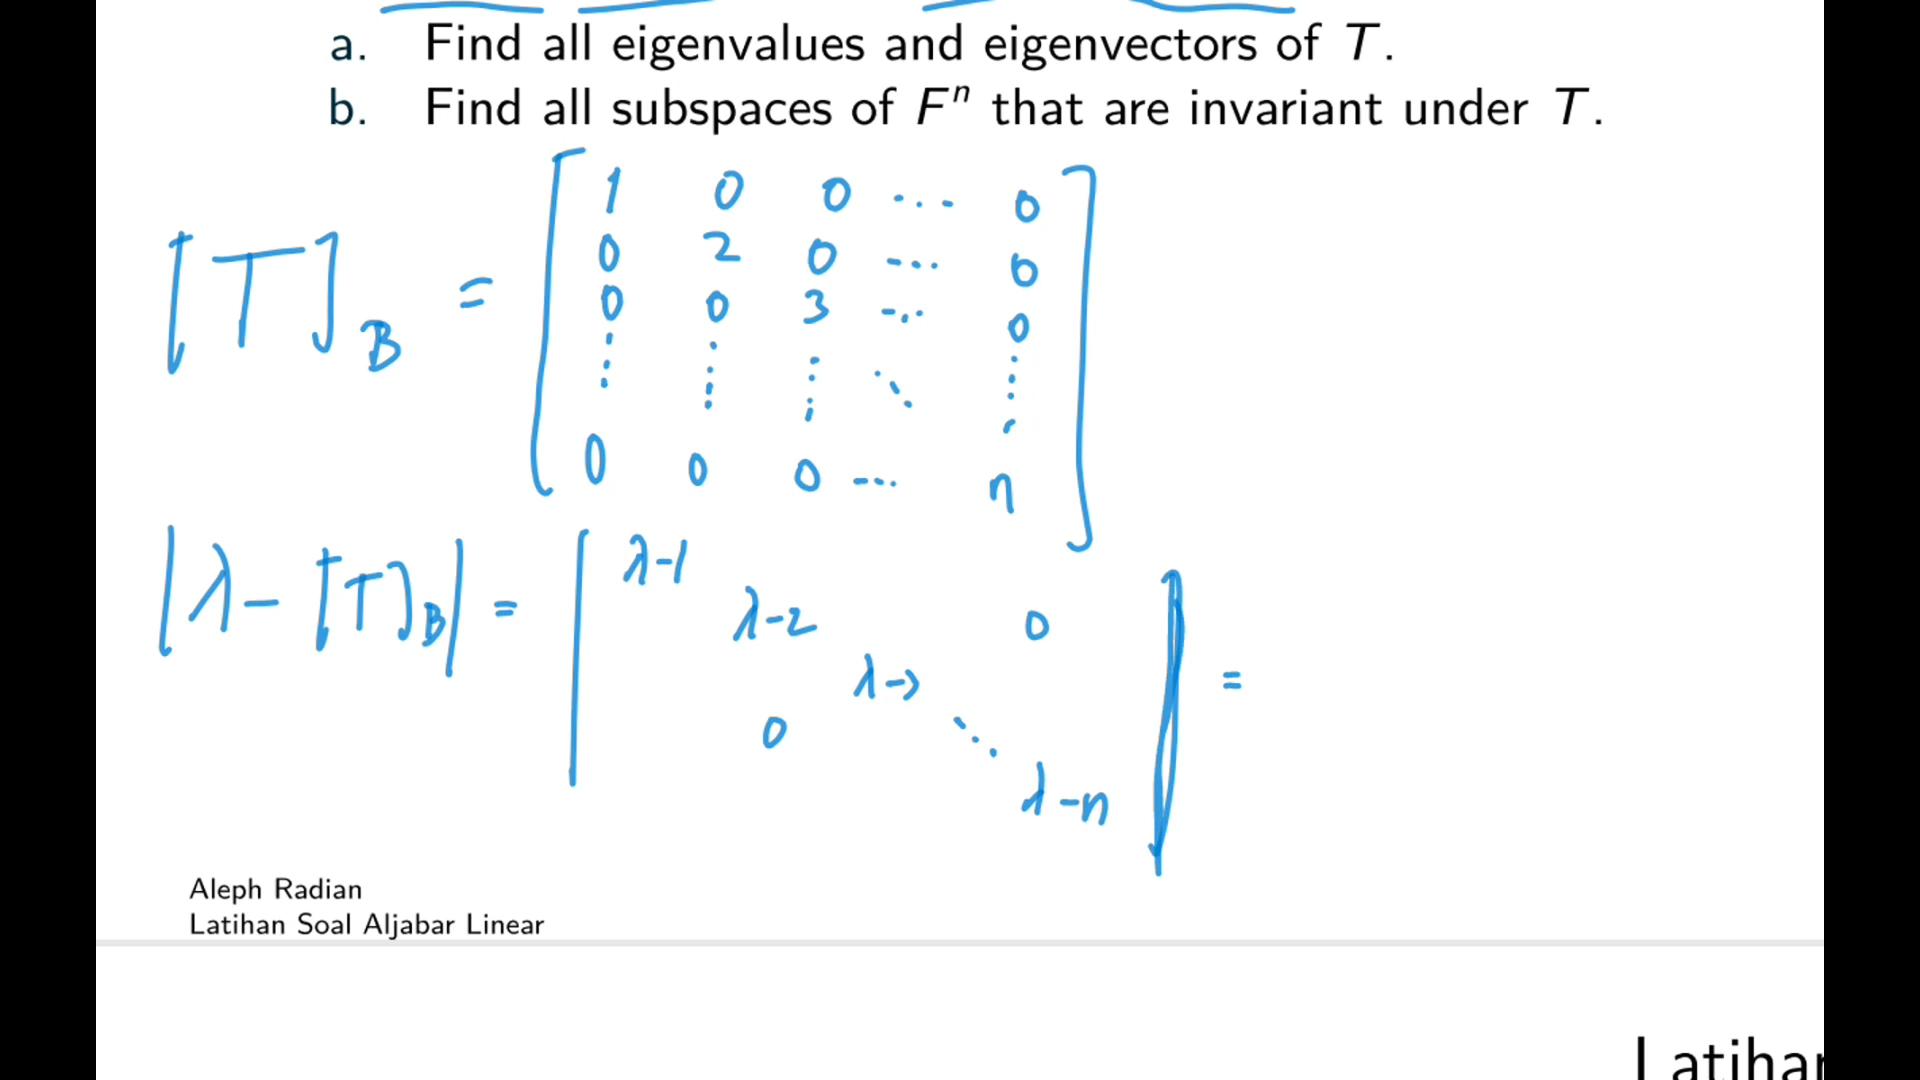 a. Find all eigenvalues and eigenvectors of T.
b. Find all subspaces of Fⁿ that are invariant under T.
[T]_B = [
1 0 0 ... 0
0 2 0 ... 0
0 0 3 ... 0
⋮ ⋮ ⋮ ⋱ ⋮
0 0 0 ... n
]
|λ - [T]_B| = |
λ-1
λ-2 0
0
λ-n
| =
Aleph Radian
Latihan Soal Aljabar Linear